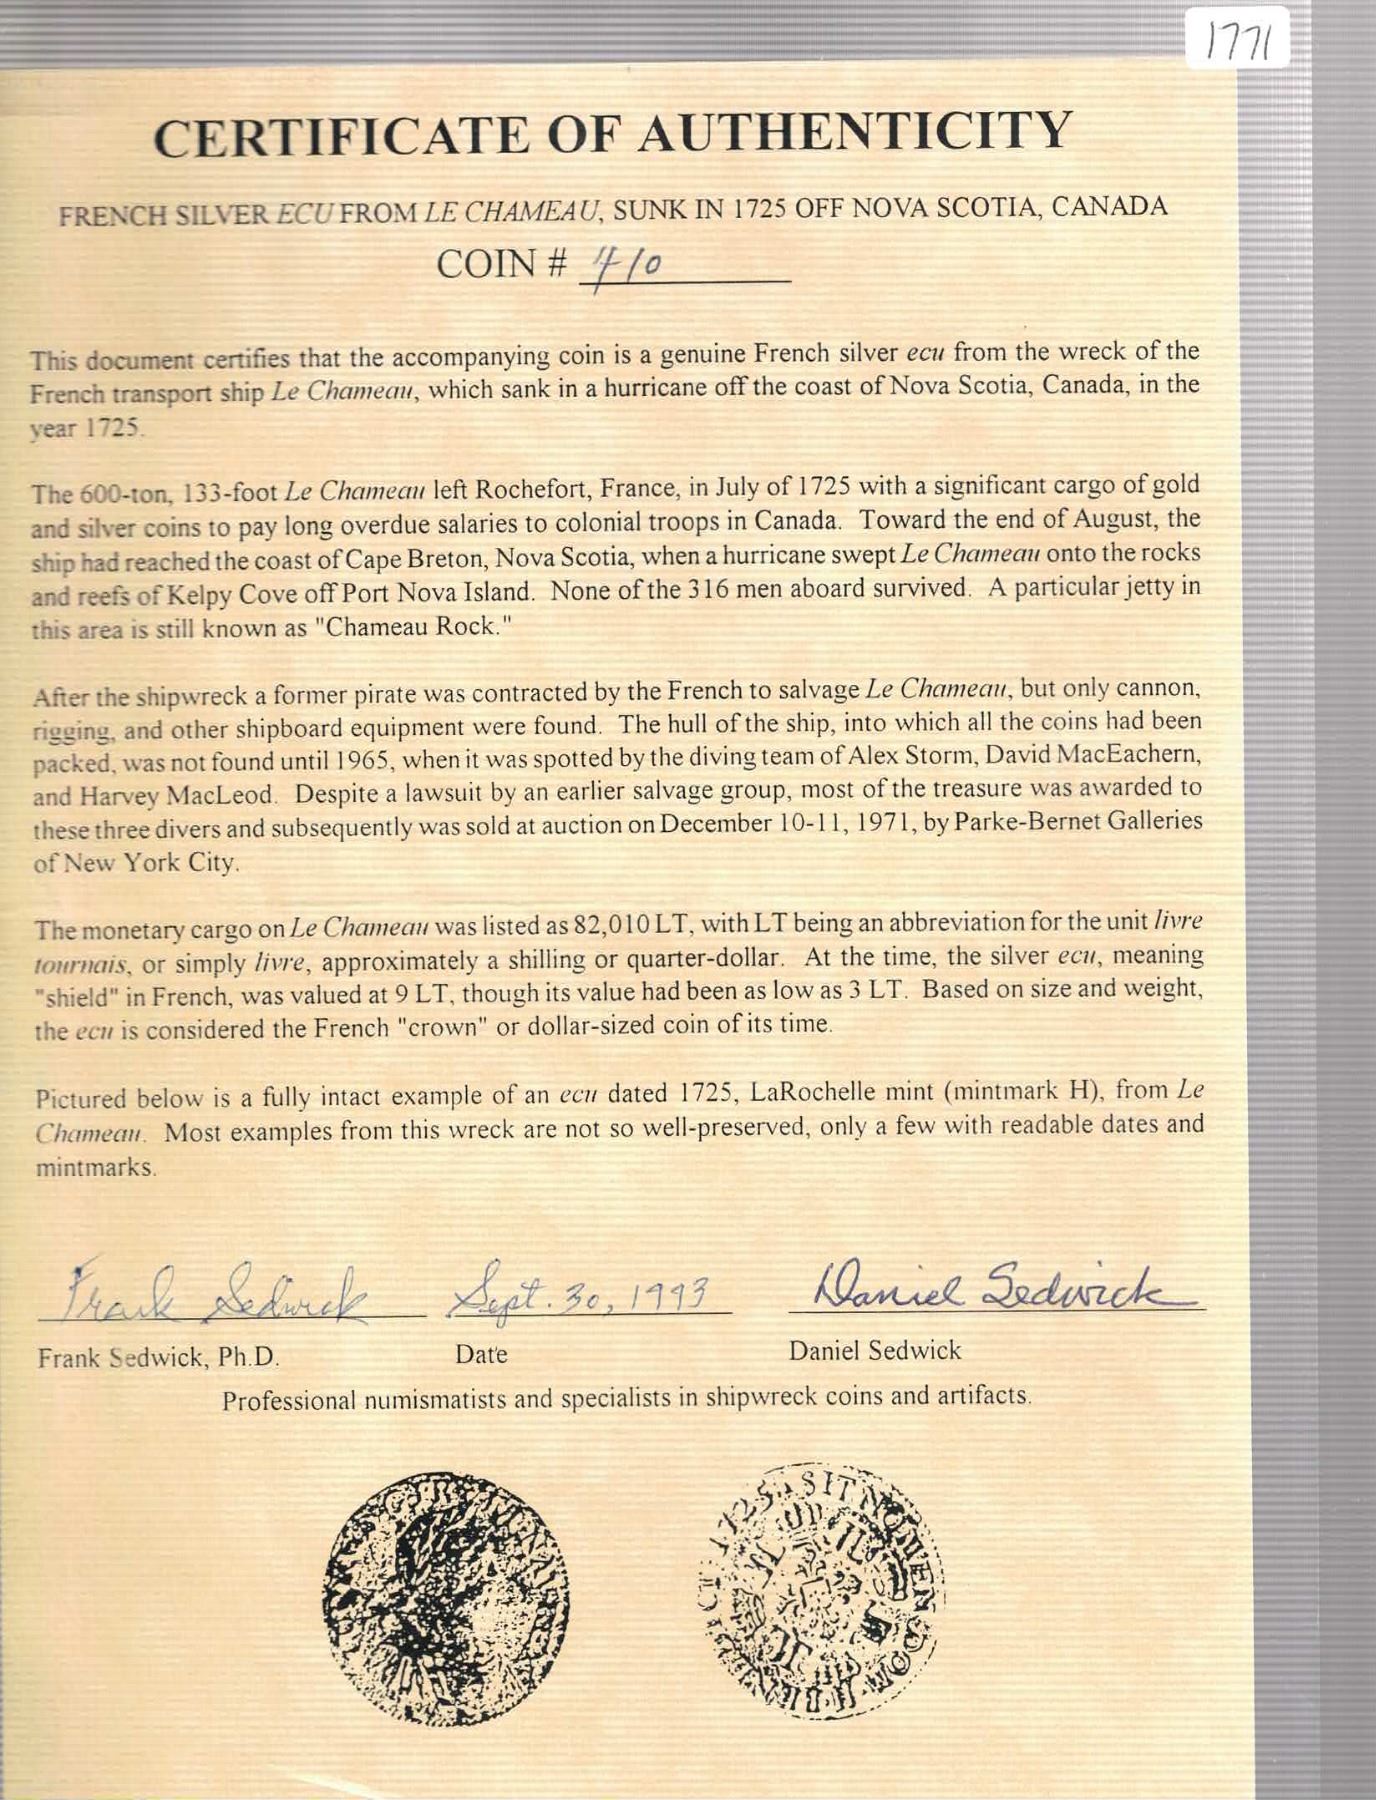 1771
CERTIFICATE OF AUTHENTICITY
FRENCH SILVER ECU FROM LE CHAMEAU, SUNK IN 1725 OFF NOVA SCOTIA, CANADA
COIN # 410
This document certifies that the accompanying coin is a genuine French silver ecu from the wreck of the
French transport ship Le Chameau, which sank in a hurricane off the coast of Nova Scotia, Canada, in the
year 1725.
The 600-ton, 133-foot Le Chameau left Rochefort, France, in July of 1725 with a significant cargo of gold
and silver coins to pay long overdue salaries to colonial troops in Canada. Toward the end of August, the
ship had reached the coast of Cape Breton, Nova Scotia, when a hurricane swept Le Chameau onto the rocks
and reefs of Kelpy Cove off Port Nova Island. None of the 316 men aboard survived. A particular jetty in
this area is still known as "Chameau Rock."
After the shipwreck a former pirate was contracted by the French to salvage Le Chameau, but only cannon,
rigging, and other shipboard equipment were found. The hull of the ship, into which all the coins had been
packed, was not found until 1965, when it was spotted by the diving team of Alex Storm, David MacEachern,
and Harvey MacLeod. Despite a lawsuit by an earlier salvage group, most of the treasure was awarded to
these three divers and subsequently was sold at auction on December 10-11, 1971, by Parke-Bernet Galleries
of New York City.
The monetary cargo on Le Chameau was listed as 82,010 LT, with LT being an abbreviation for the unit livre
tournais, or simply livre, approximately a shilling or quarter-dollar. At the time, the silver ecu, meaning
"shield" in French, was valued at 9 LT, though its value had been as low as 3 LT. Based on size and weight,
the ecu is considered the French "crown" or dollar-sized coin of its time.
Pictured below is a fully intact example of an ecu dated 1725, LaRochelle mint (mintmark H), from Le
Chameau. Most examples from this wreck are not so well-preserved, only a few with readable dates and
mintmarks.
Frank Sedwick Sept. 30, 1993 Daniel Sedwick
Frank Sedwick, Ph.D. Date Daniel Sedwick
Professional numismatists and specialists in shipwreck coins and artifacts.
1725 SIT NOMEN DOM